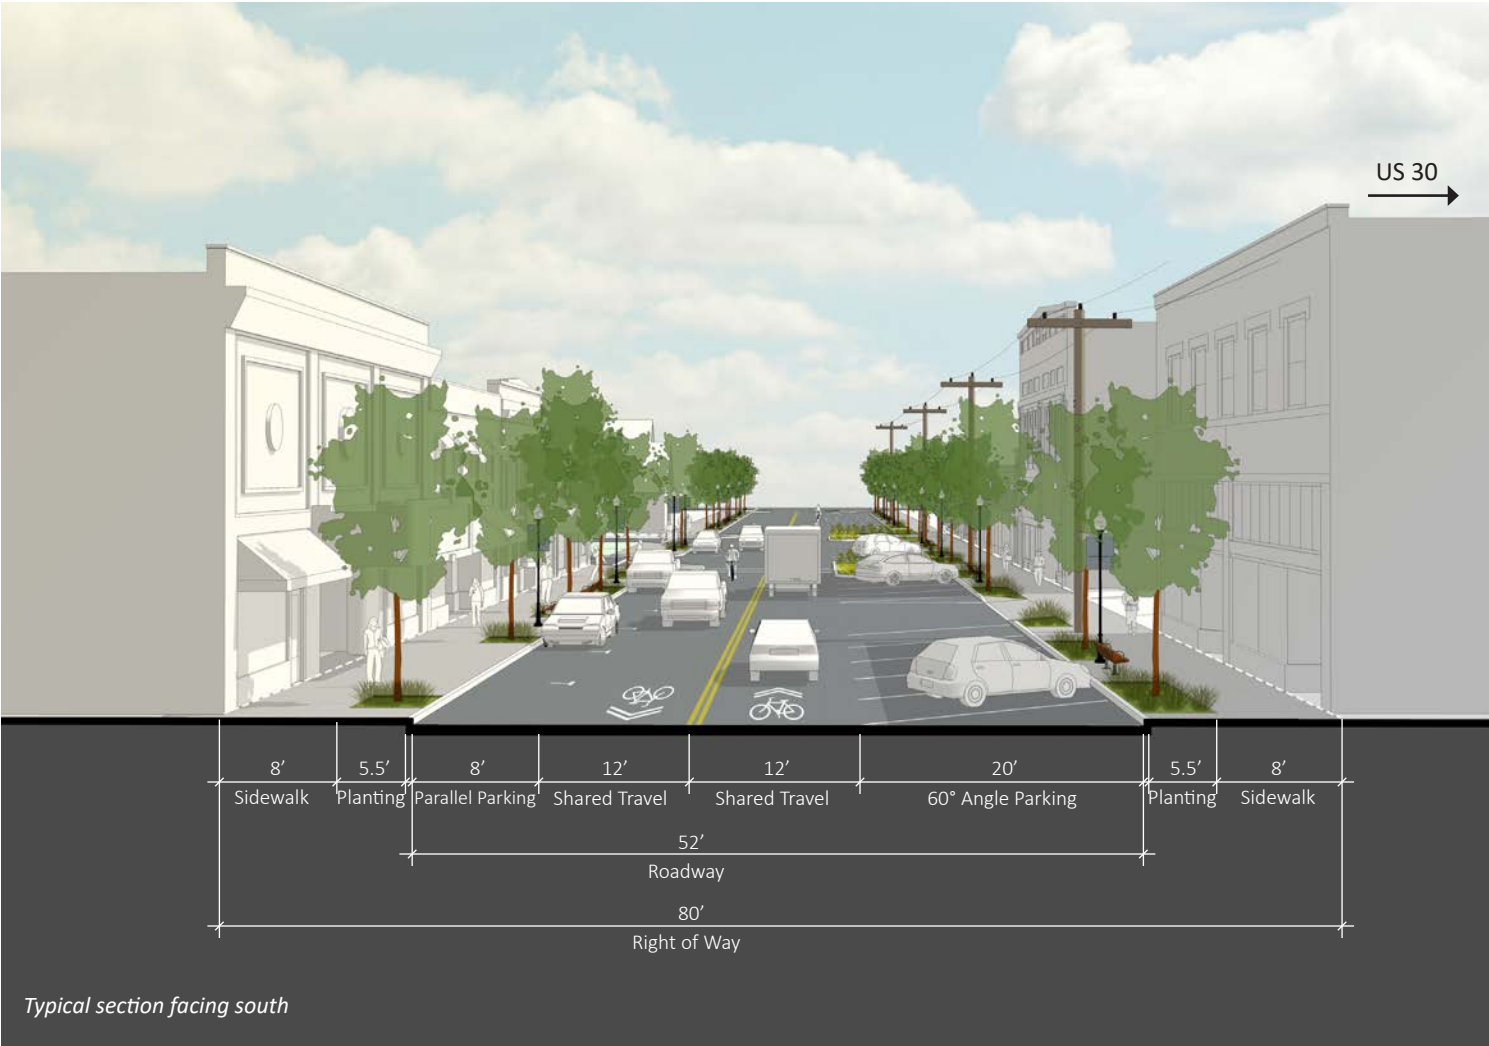 US 30
8’ 5.5’ 8’ 12’ 12’ 20’ 5.5’ 8’
Sidewalk Planting Parallel Parking Shared Travel Shared Travel 60° Angle Parking Planting Sidewalk
52’
Roadway
80’
Right of Way
Typical section facing south